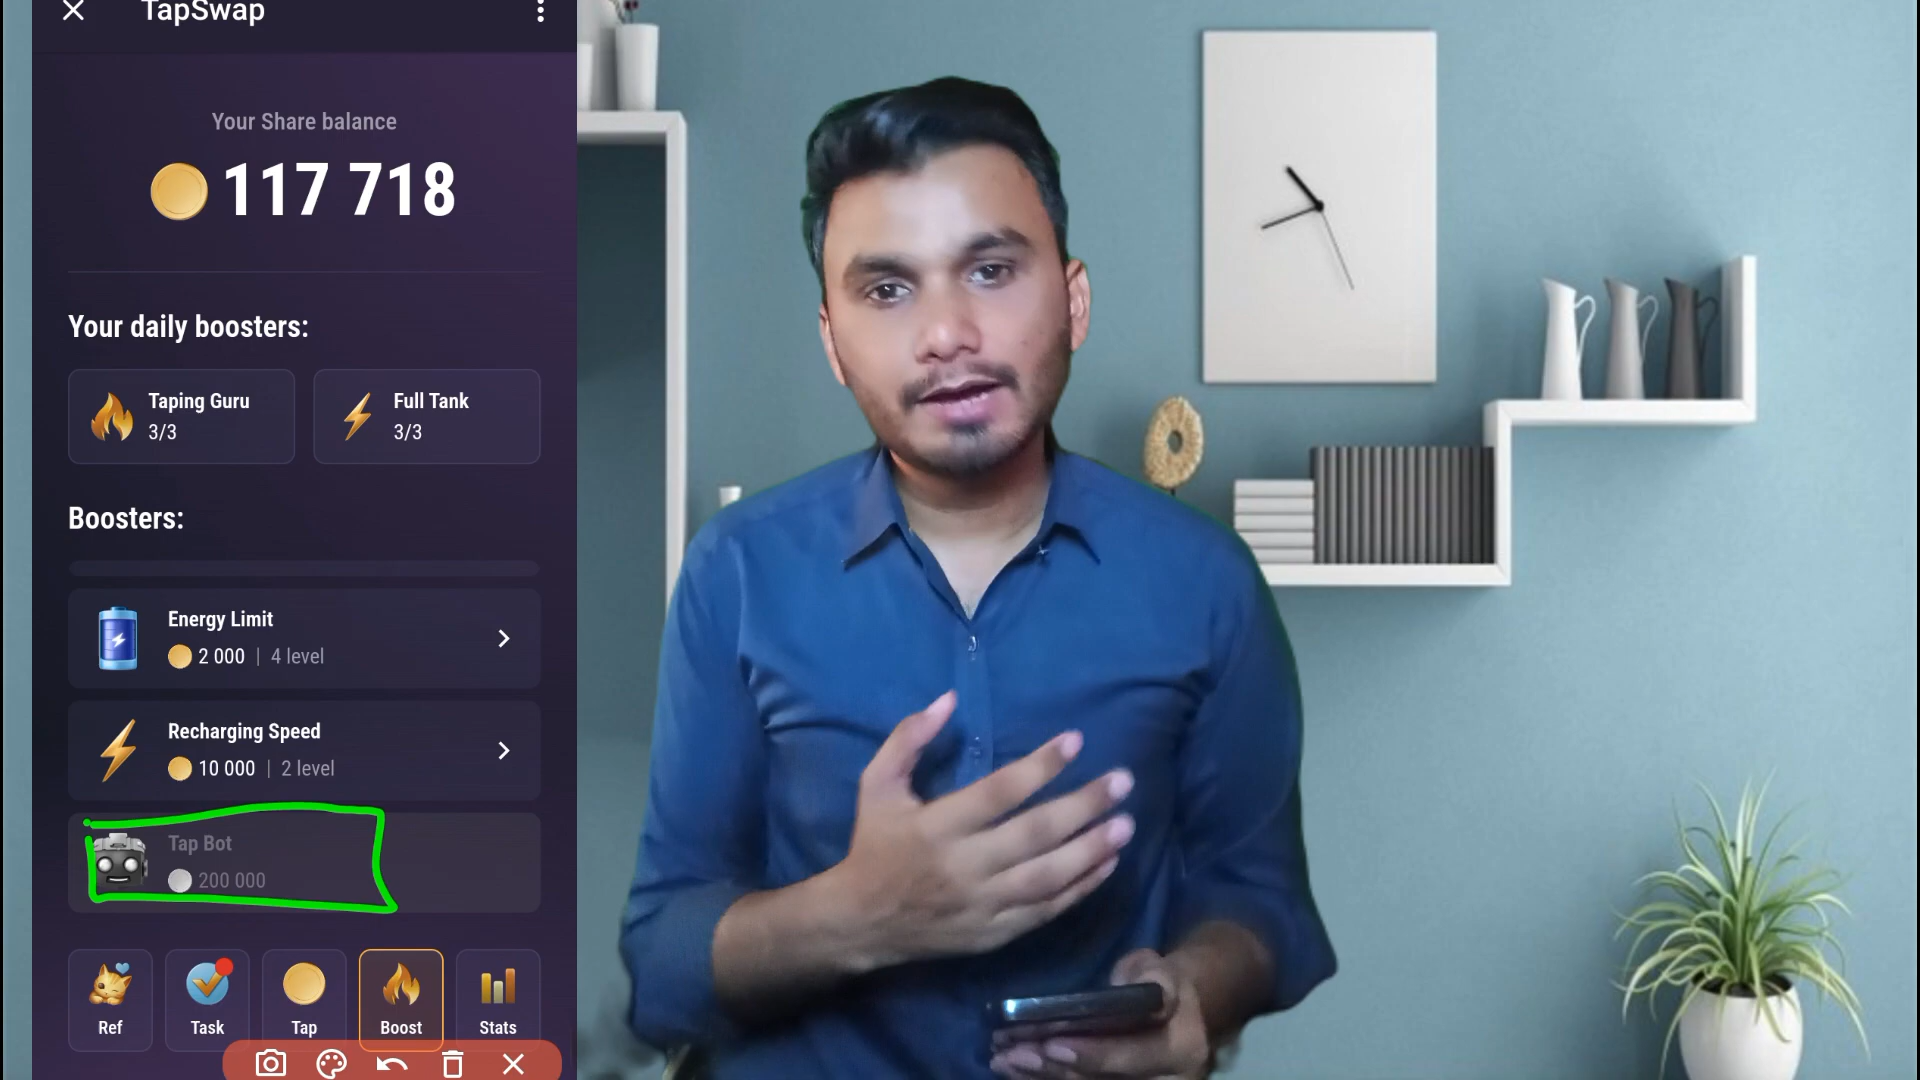 TapSwap
Your Share balance
117 718
Your daily boosters:
Taping Guru
3/3
Full Tank
3/3
Boosters:
Energy Limit
2 000 | 4 level
Recharging Speed
10 000 | 2 level
Tap Bot
200 000
Ref
Task
Tap
Boost
Stats